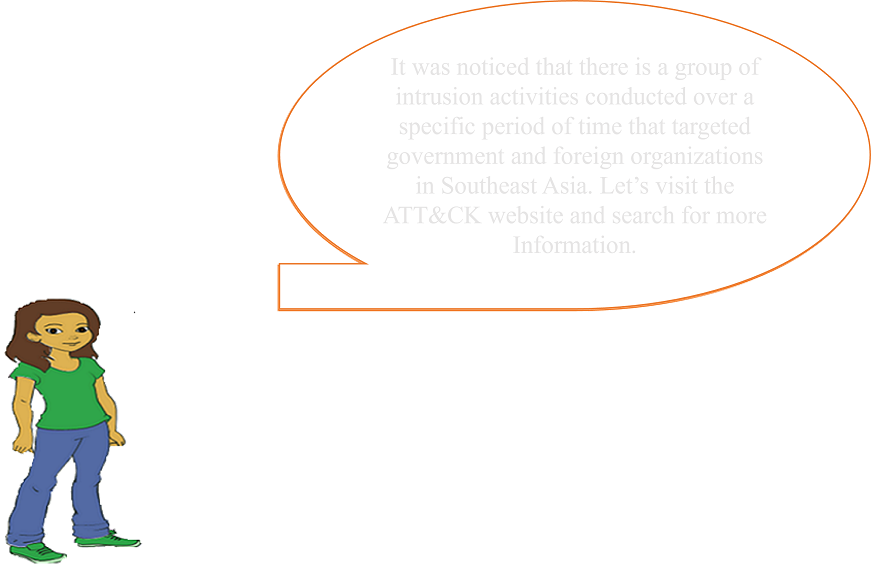 It was noticed that there is a group of
intrusion activities conducted over a
specific period of time that targeted
government and foreign organizations
in Southeast Asia. Let’s visit the
ATT&CK website and search for more
Information.